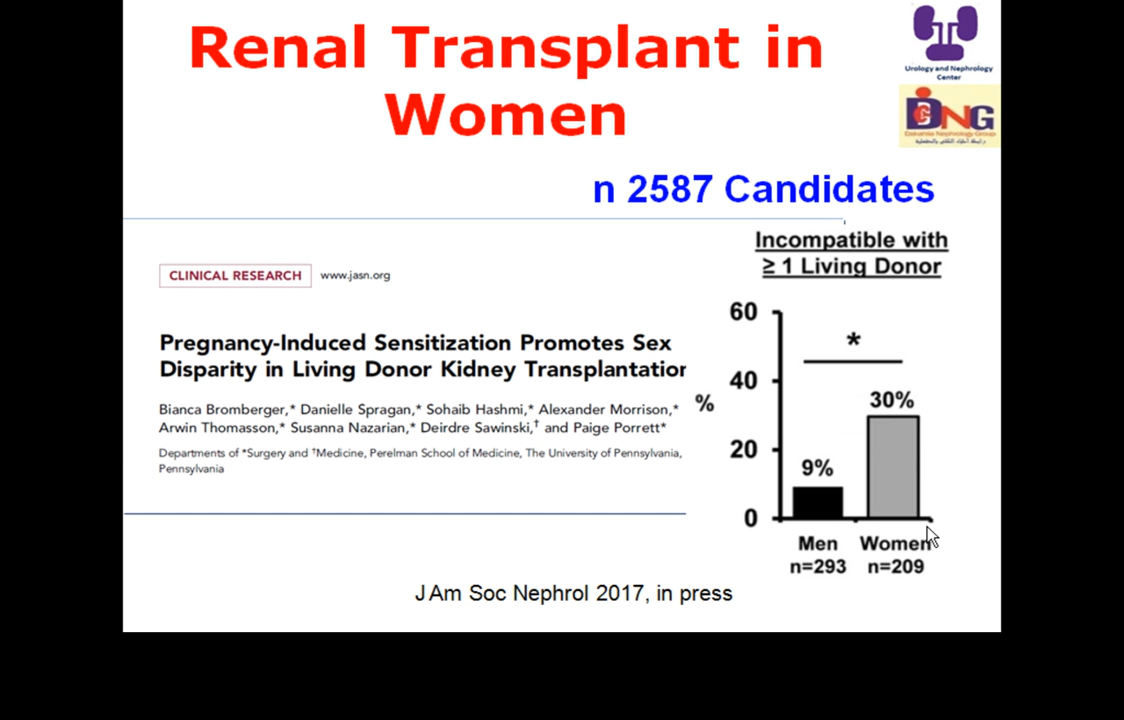 Renal Transplant in
Women
Urology and Nephrology
Center
DNG
Dakahlia Nephrology Group
n 2587 Candidates
CLINICAL RESEARCH www.jasn.org
Pregnancy-Induced Sensitization Promotes Sex
Disparity in Living Donor Kidney Transplantation
Bianca Bromberger,* Danielle Spragan,* Sohaib Hashmi,* Alexander Morrison,*
Arwin Thomasson,* Susanna Nazarian,* Deirdre Sawinski,† and Paige Porrett*
Departments of *Surgery and †Medicine, Perelman School of Medicine, The University of Pennsylvania,
Pennsylvania
Incompatible with
≥ 1 Living Donor
60
40
20
0
%
*
9%
30%
Men
n=293
Women
n=209
J Am Soc Nephrol 2017, in press